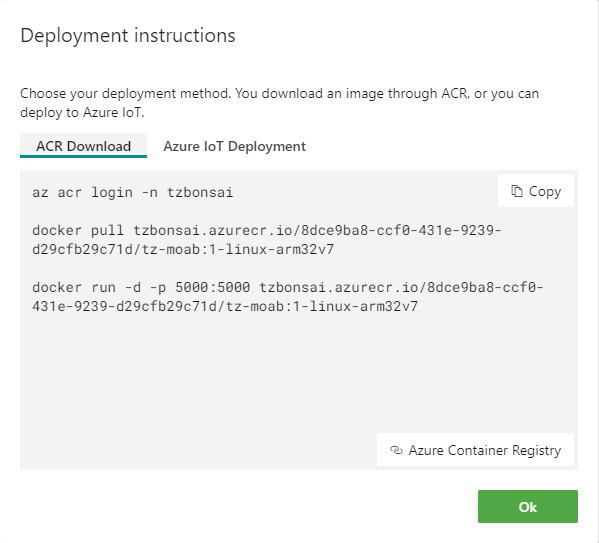 Deployment instructions
Choose your deployment method. You download an image through ACR, or you can
deploy to Azure IoT.
ACR Download
Azure IoT Deployment
az acr login -n tzbonsai
Copy
docker pull tzbonsai.azurecr.io/8dce9ba8-ccf0-431e-9239-
d29cfb29c71d/tz-moab:1-linux-arm32v7
docker run -d -p 5000:5000 tzbonsai.azurecr.io/8dce9ba8-ccf0-
431e-9239-d29cfb29c71d/tz-moab:1-linux-arm32v7
Azure Container Registry
Ok